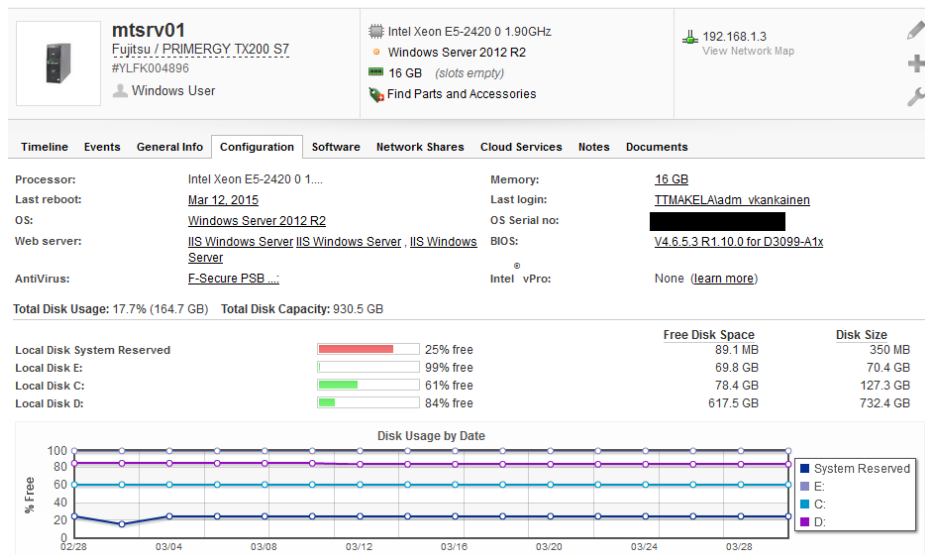 mtsrv01
Fujitsu / PRIMERGY TX200 S7
#YLFK004896
Windows User
Intel Xeon E5-2420 0 1.90GHz
Windows Server 2012 R2
16 GB (slots empty)
Find Parts and Accessories
192.168.1.3
View Network Map
Timeline Events General Info Configuration Software Network Shares Cloud Services Notes Documents
Processor: Intel Xeon E5-2420 0 1.... Memory: 16 GB
Last reboot: Mar 12, 2015 Last login: TTMAKELA\adm_vkankainen
OS: Windows Server 2012 R2 OS Serial no:
Web server: IIS Windows Server IIS Windows Server , IIS Windows Server BIOS: V4.6.5.3 R1.10.0 for D3099-A1x
AntiVirus: F-Secure PSB ...: Intel ® vPro: None (learn more)
Total Disk Usage: 17.7% (164.7 GB) Total Disk Capacity: 930.5 GB
Free Disk Space Disk Size
Local Disk System Reserved 25% free 89.1 MB 350 MB
Local Disk E: 99% free 69.8 GB 70.4 GB
Local Disk C: 61% free 78.4 GB 127.3 GB
Local Disk D: 84% free 617.5 GB 732.4 GB
Disk Usage by Date
% Free
100
80
60
40
20
0
02/28 03/04 03/08 03/12 03/16 03/20 03/24 03/28
System Reserved
E:
C:
D: